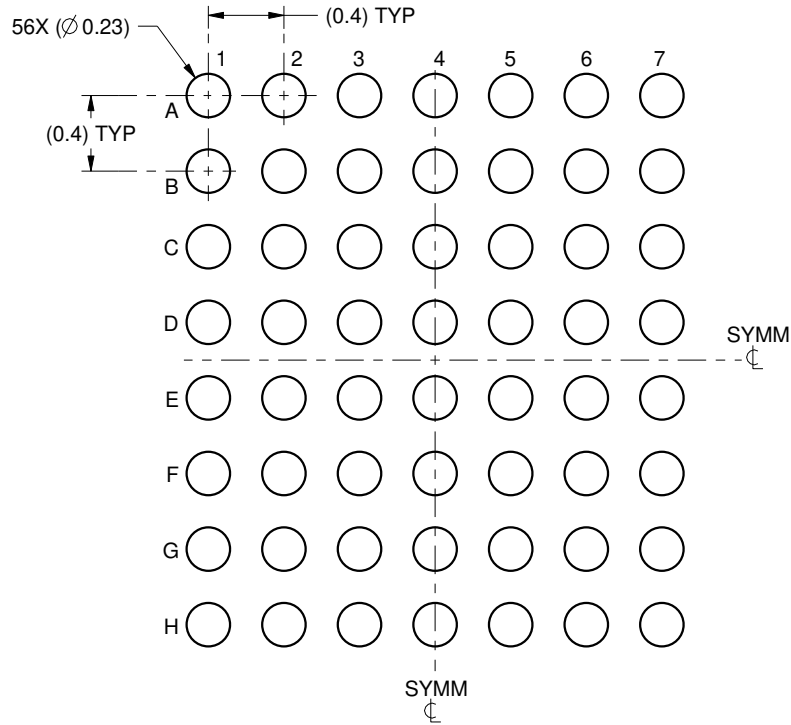 (0.4) TYP
56X (∅ 0.23)
1 2 3 4 5 6 7
A
(0.4) TYP
B
C
D
SYMM
℄
E
F
G
H
SYMM
℄